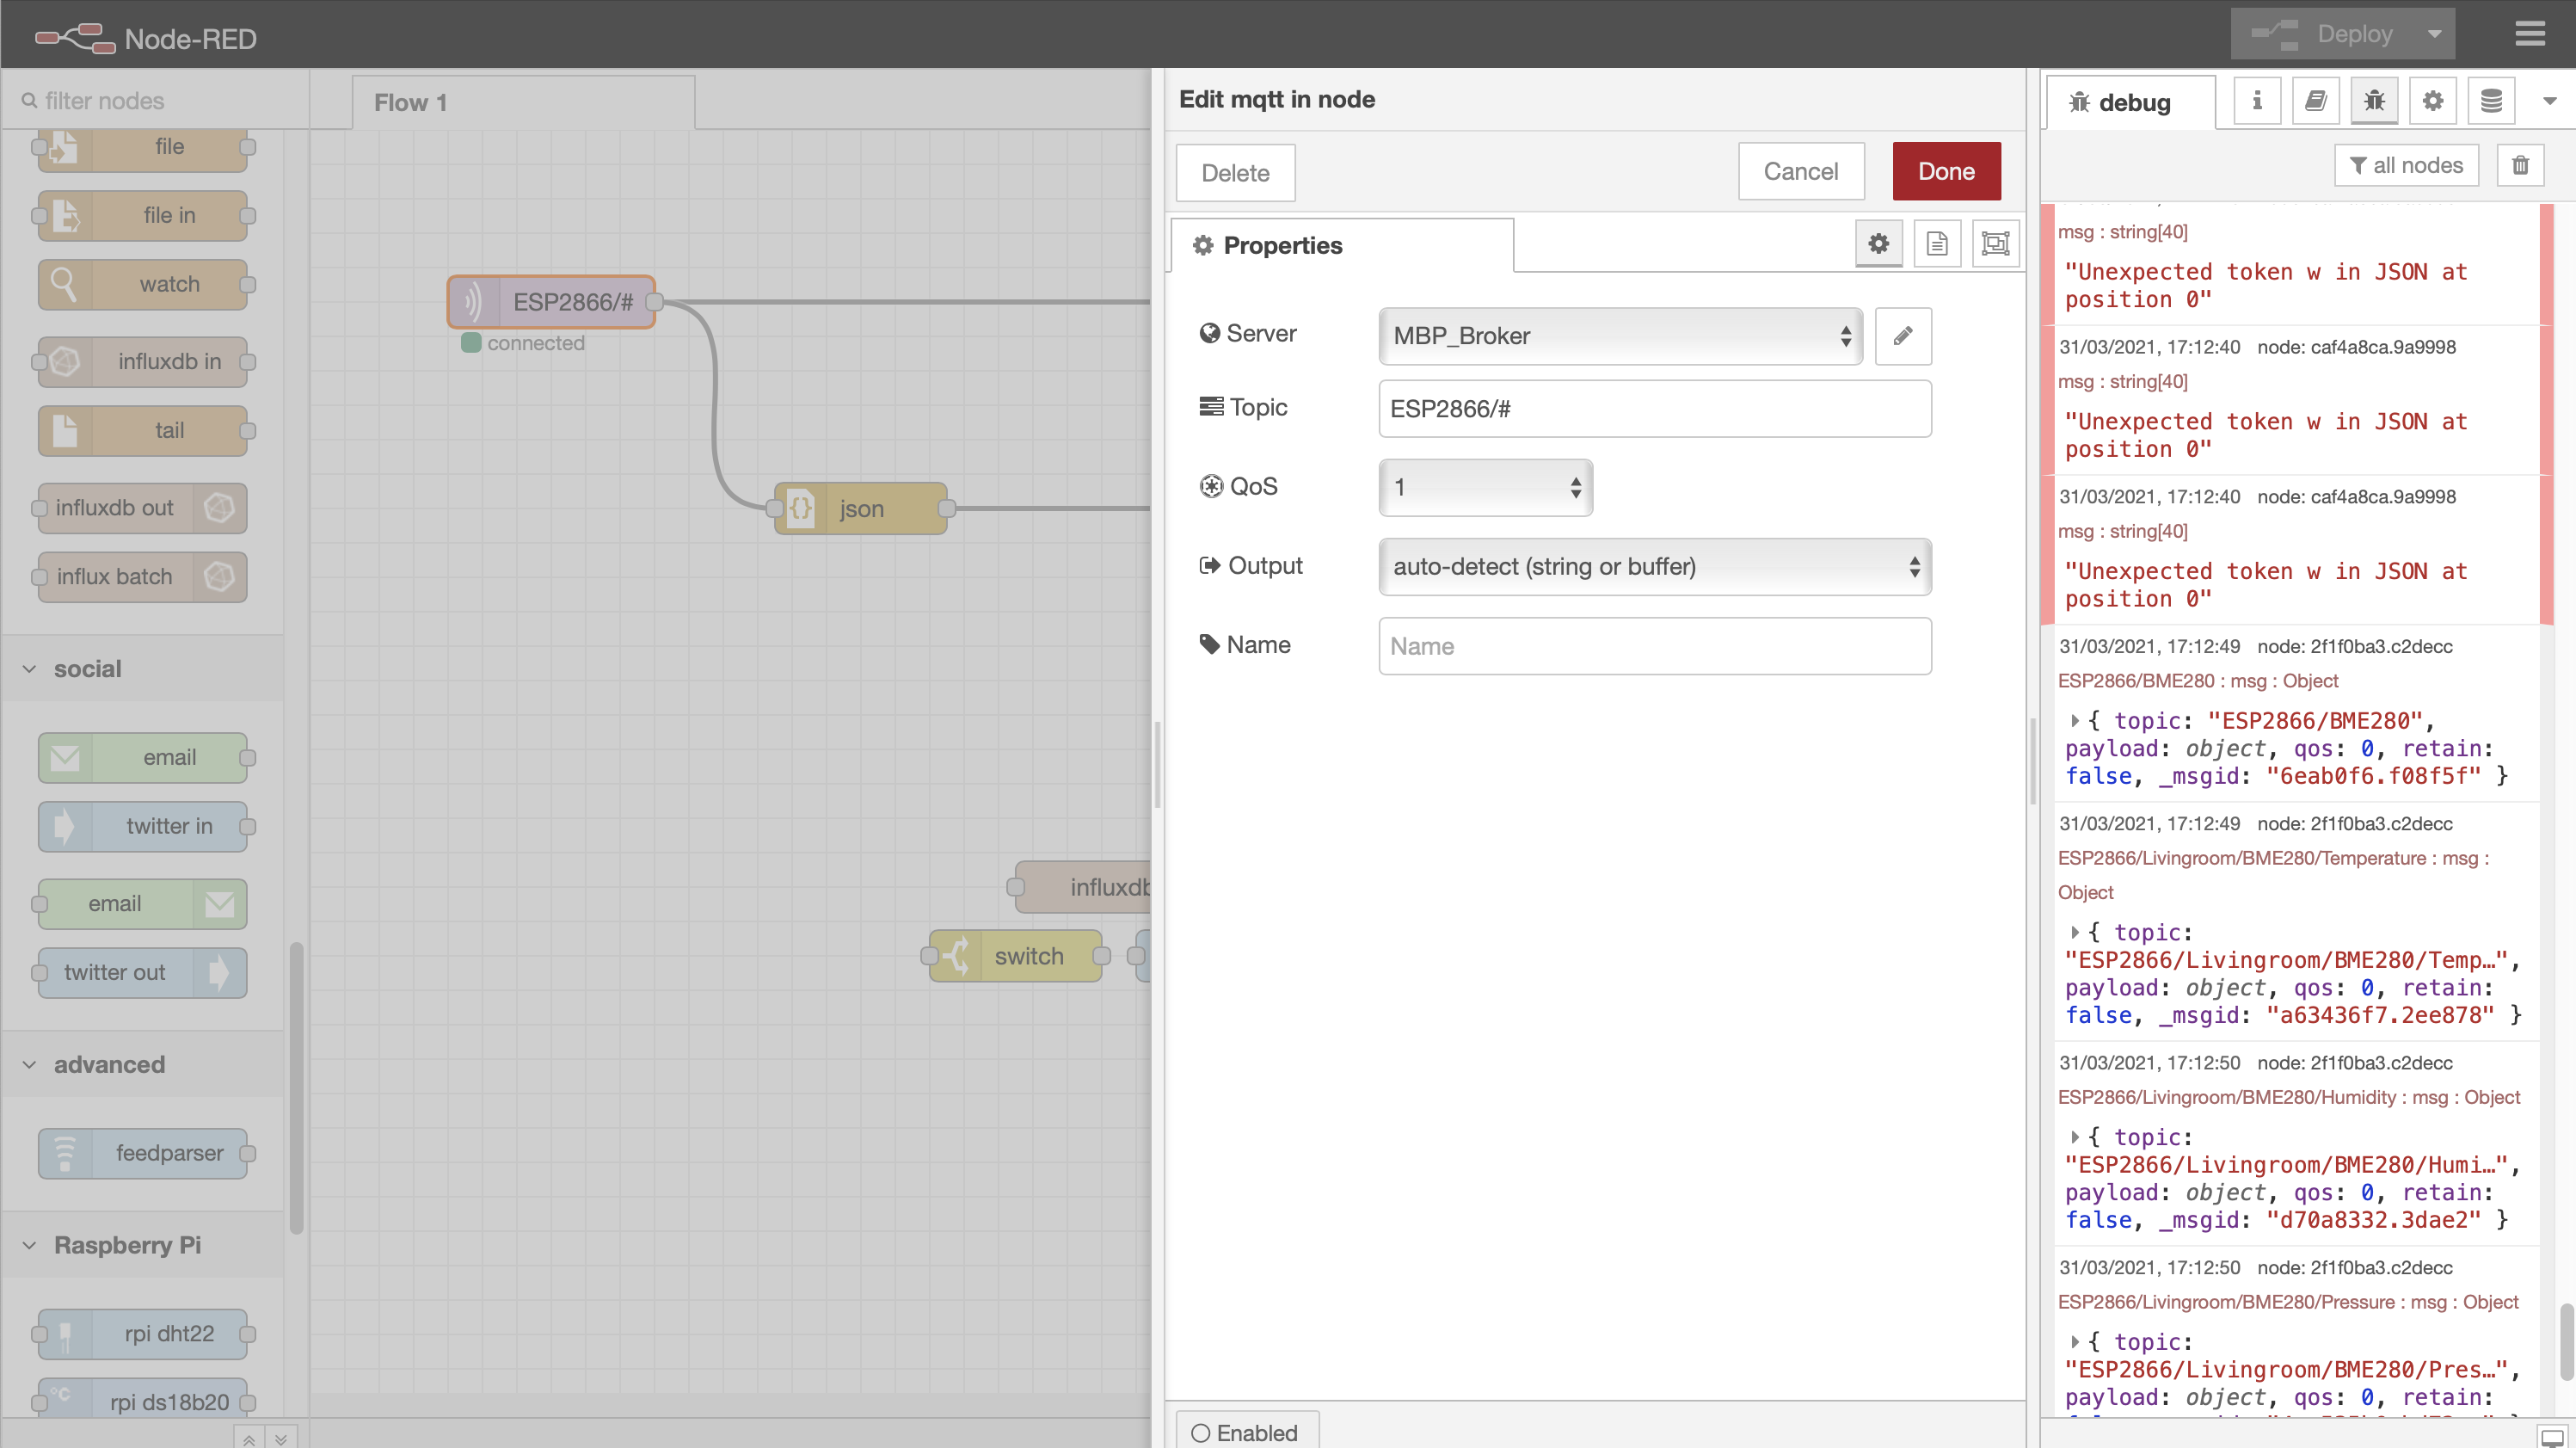 Node-RED
Deploy
filter nodes
file
file in
watch
influxdb in
tail
influxdb out
influx batch
social
email
twitter in
email
twitter out
advanced
feedparser
Raspberry Pi
rpi dht22
°C
rpi ds18b20
Flow 1
ESP2866/#
connected
json
influxdb
switch
Edit mqtt in node
Delete
Cancel
Done
Properties
Server
MBP_Broker
Topic
ESP2866/#
QoS
1
Output
auto-detect (string or buffer)
Name
Name
Enabled
debug
i
all nodes
msg : string[40]
"Unexpected token w in JSON at
position 0"
31/03/2021, 17:12:40 node: caf4a8ca.9a9998
msg : string[40]
"Unexpected token w in JSON at
position 0"
31/03/2021, 17:12:40 node: caf4a8ca.9a9998
msg : string[40]
"Unexpected token w in JSON at
position 0"
31/03/2021, 17:12:49 node: 2f1f0ba3.c2decc
ESP2866/BME280 : msg : Object
{ topic: "ESP2866/BME280",
payload: object, qos: 0, retain:
false, _msgid: "6eab0f6.f08f5f" }
31/03/2021, 17:12:49 node: 2f1f0ba3.c2decc
ESP2866/Livingroom/BME280/Temperature : msg :
Object
{ topic:
"ESP2866/Livingroom/BME280/Temp…",
payload: object, qos: 0, retain:
false, _msgid: "a63436f7.2ee878" }
31/03/2021, 17:12:50 node: 2f1f0ba3.c2decc
ESP2866/Livingroom/BME280/Humidity : msg : Object
{ topic:
"ESP2866/Livingroom/BME280/Humi…",
payload: object, qos: 0, retain:
false, _msgid: "d70a8332.3dae2" }
31/03/2021, 17:12:50 node: 2f1f0ba3.c2decc
ESP2866/Livingroom/BME280/Pressure : msg : Object
{ topic:
"ESP2866/Livingroom/BME280/Pres…",
payload: object, qos: 0, retain: